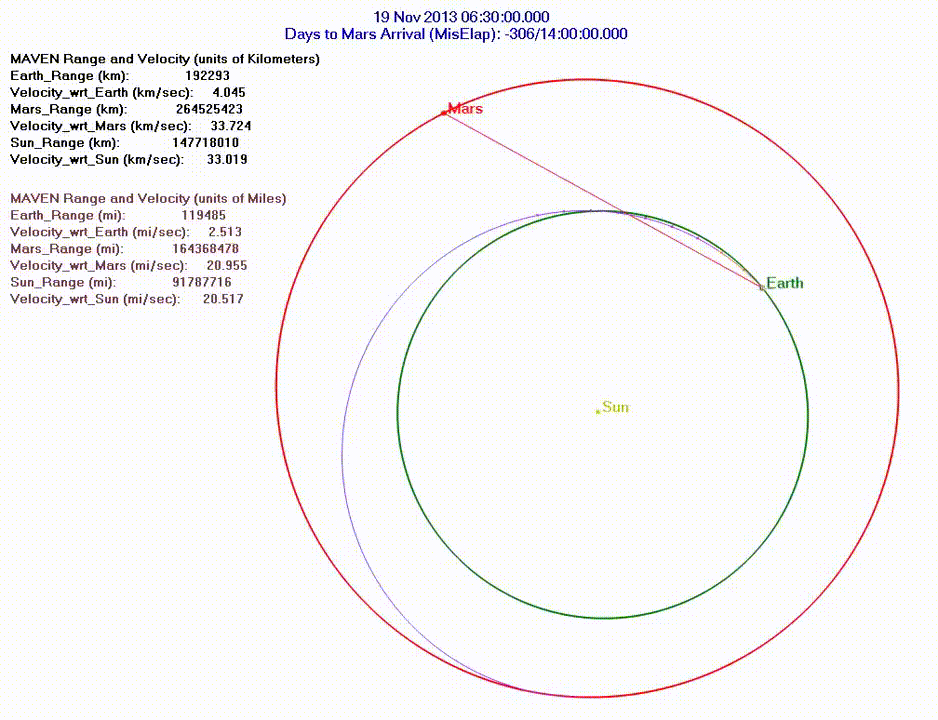 19 Nov 2013 06:30:00.000
Days to Mars Arrival (MisElap): -306/14:00:00.000
MAVEN Range and Velocity (units of Kilometers)
Earth_Range (km): 192293
Velocity_wrt_Earth (km/sec): 4.045
Mars_Range (km): 264525423
Velocity_wrt_Mars (km/sec): 33.724
Sun_Range (km): 147718010
Velocity_wrt_Sun (km/sec): 33.019
MAVEN Range and Velocity (units of Miles)
Earth_Range (mi): 119485
Velocity_wrt_Earth (mi/sec): 2.513
Mars_Range (mi): 164368478
Velocity_wrt_Mars (mi/sec): 20.955
Sun_Range (mi): 91787716
Velocity_wrt_Sun (mi/sec): 20.517
Mars
Earth
Sun